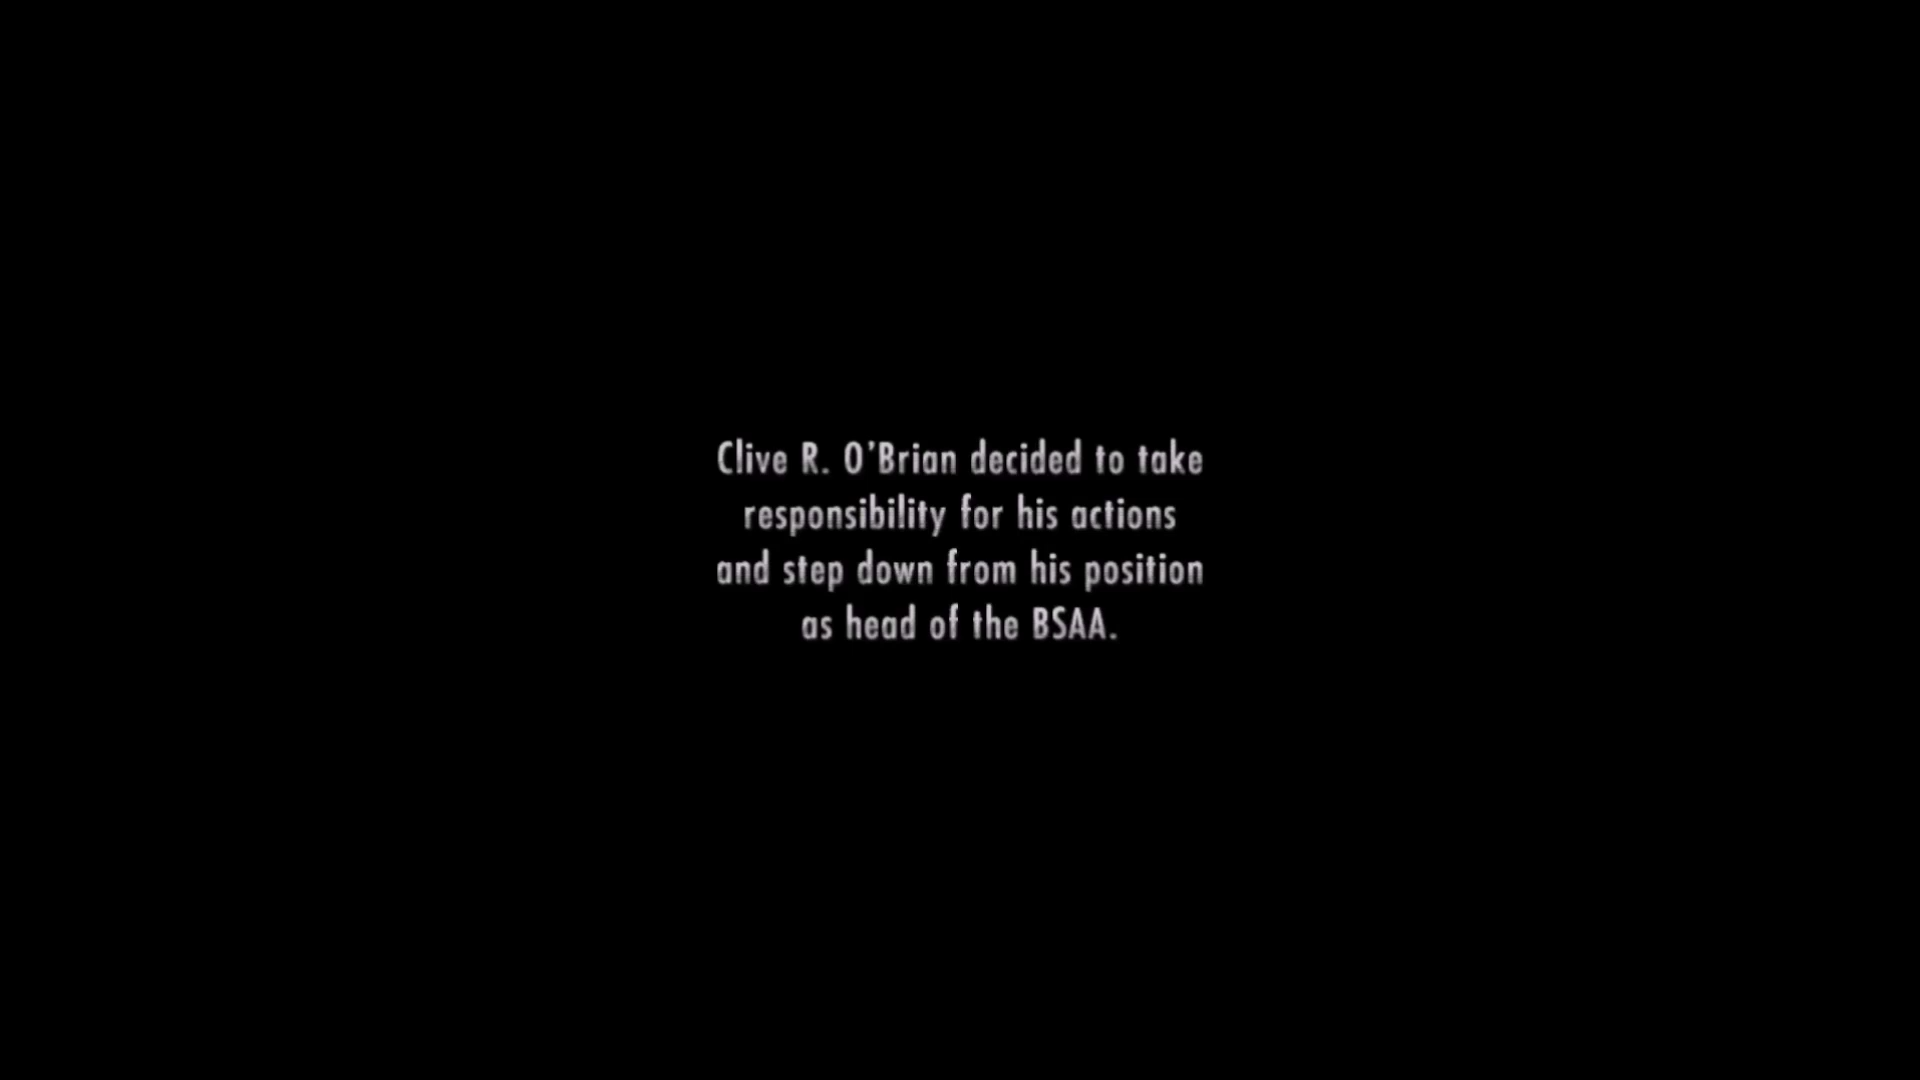 Clive R. O'Brian decided to take
responsibility for his actions
and step down from his position
as head of the BSAA.